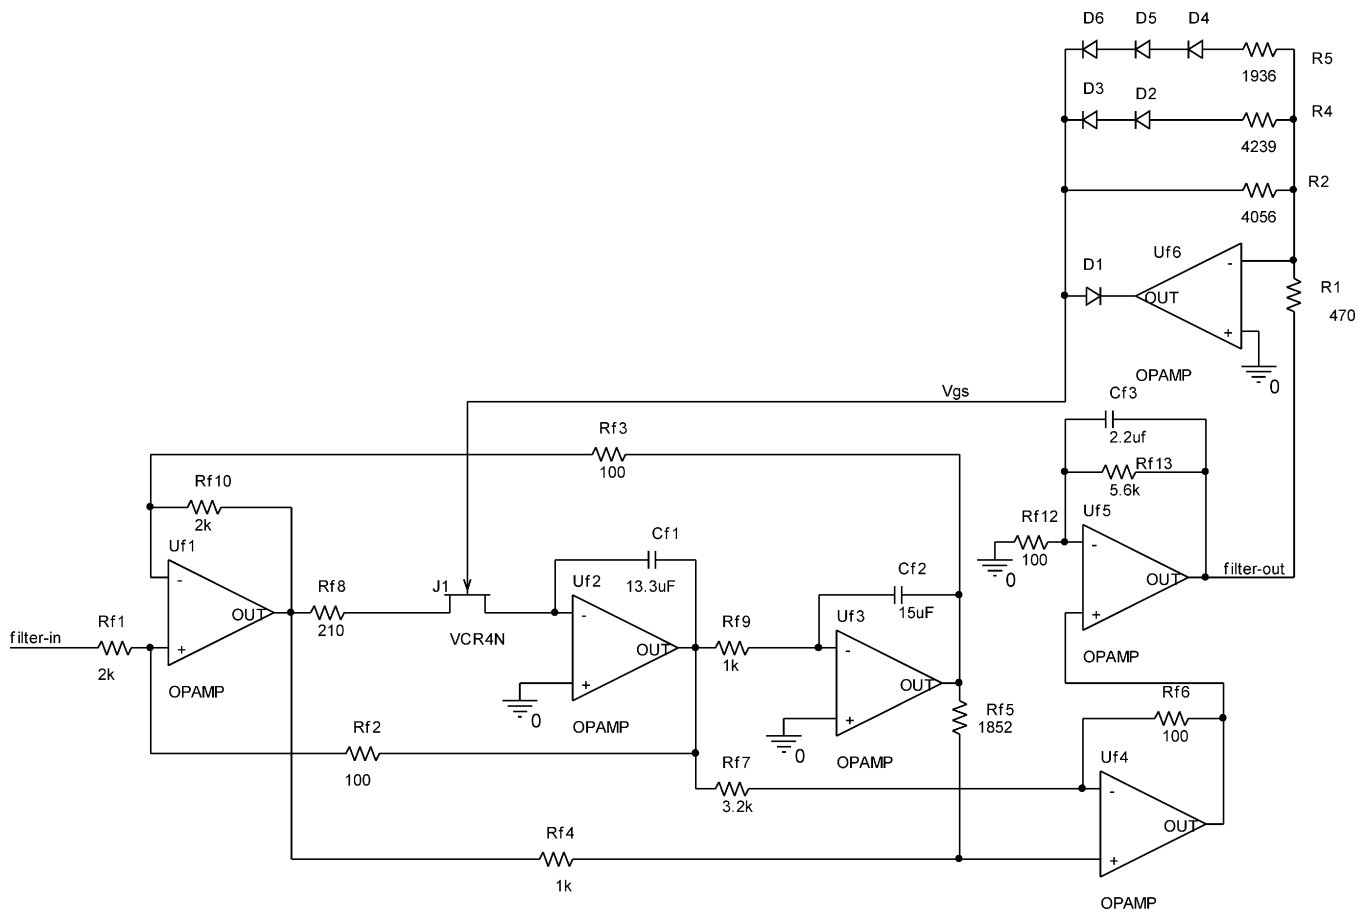 D6 D5 D4
R5
1936
D3 D2
R4
4239
R2
4056
Uf6
D1
-
OUT
R1
470
+
0
OPAMP
Vgs
Cf3
2.2uf
Rf3
100
Rf13
5.6k
Rf10
2k
Rf12
100
Uf5
-
0
OUT
filter-out
+
OPAMP
Uf1
-
OUT
+
OPAMP
filter-in
Rf1
2k
Rf8
210
J1
VCR4N
Cf1
13.3uF
Uf2
-
OUT
+
0
OPAMP
Rf9
1k
Cf2
15uF
Uf3
-
OUT
+
0
OPAMP
Rf5
1852
Rf6
100
Rf2
100
Rf7
3.2k
Uf4
-
OUT
+
OPAMP
Rf4
1k